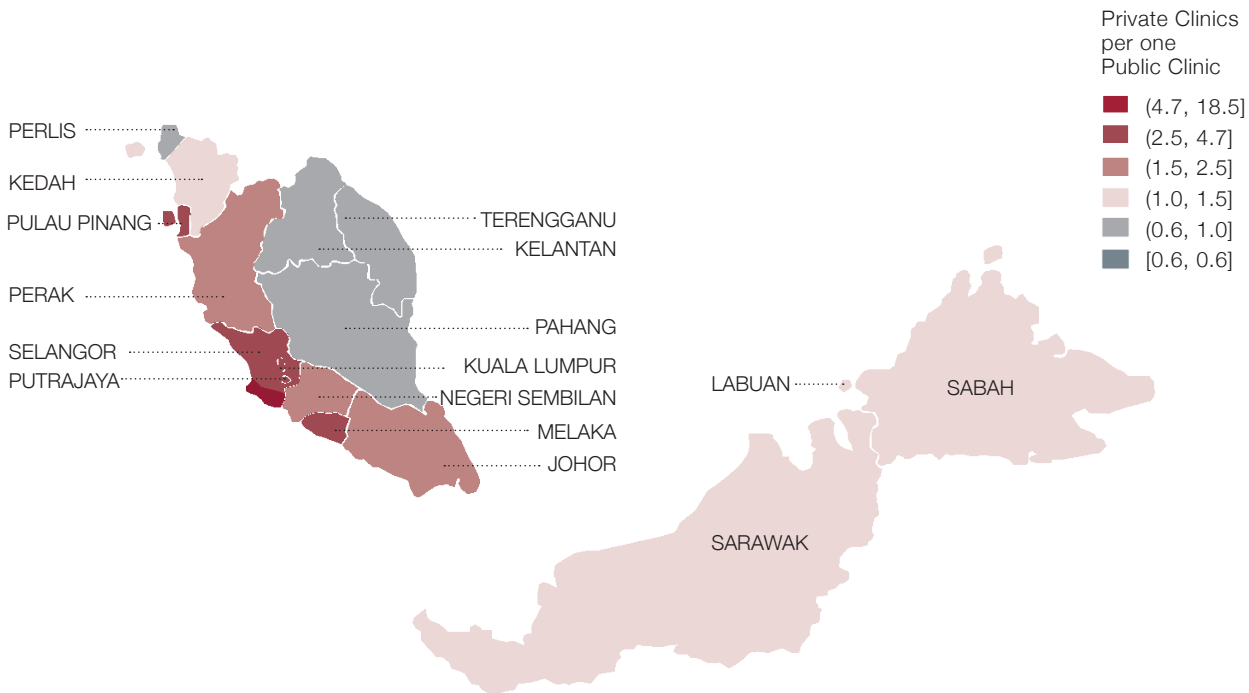 Private Clinics
per one
Public Clinic
(4.7, 18.5]
(2.5, 4.7]
(1.5, 2.5]
(1.0, 1.5]
(0.6, 1.0]
[0.6, 0.6]
PERLIS
KEDAH
PULAU PINANG
PERAK
SELANGOR
PUTRAJAYA
TERENGGANU
KELANTAN
PAHANG
KUALA LUMPUR
NEGERI SEMBILAN
MELAKA
JOHOR
LABUAN
SABAH
SARAWAK